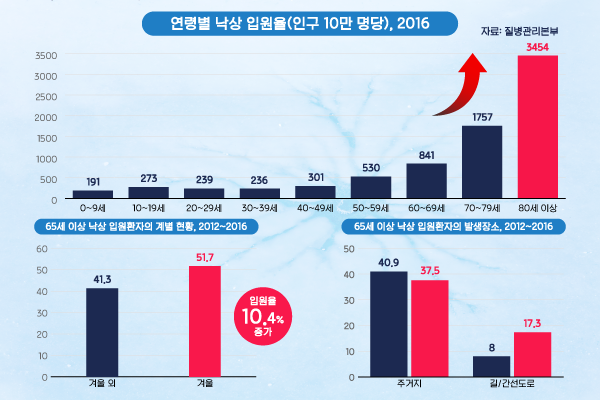 연령별 낙상 입원율(인구 10만 명당), 2016
자료: 질병관리본부
3500
3000
2500
2000
1500
1000
500
0
191
273
239
236
301
530
841
1757
3454
0~9세
10~19세
20~29세
30~39세
40~49세
50~59세
60~69세
70~79세
80세 이상
65세 이상 낙상 입원환자의 계별 현황, 2012~2016
60
50
40
30
20
10
0
41.3
51.7
겨울 외
겨울
입원율
10.4%
증가
65세 이상 낙상 입원환자의 발생장소, 2012~2016
50
40
30
20
10
0
40.9
37.5
8
17.3
주거지
길/간선도로